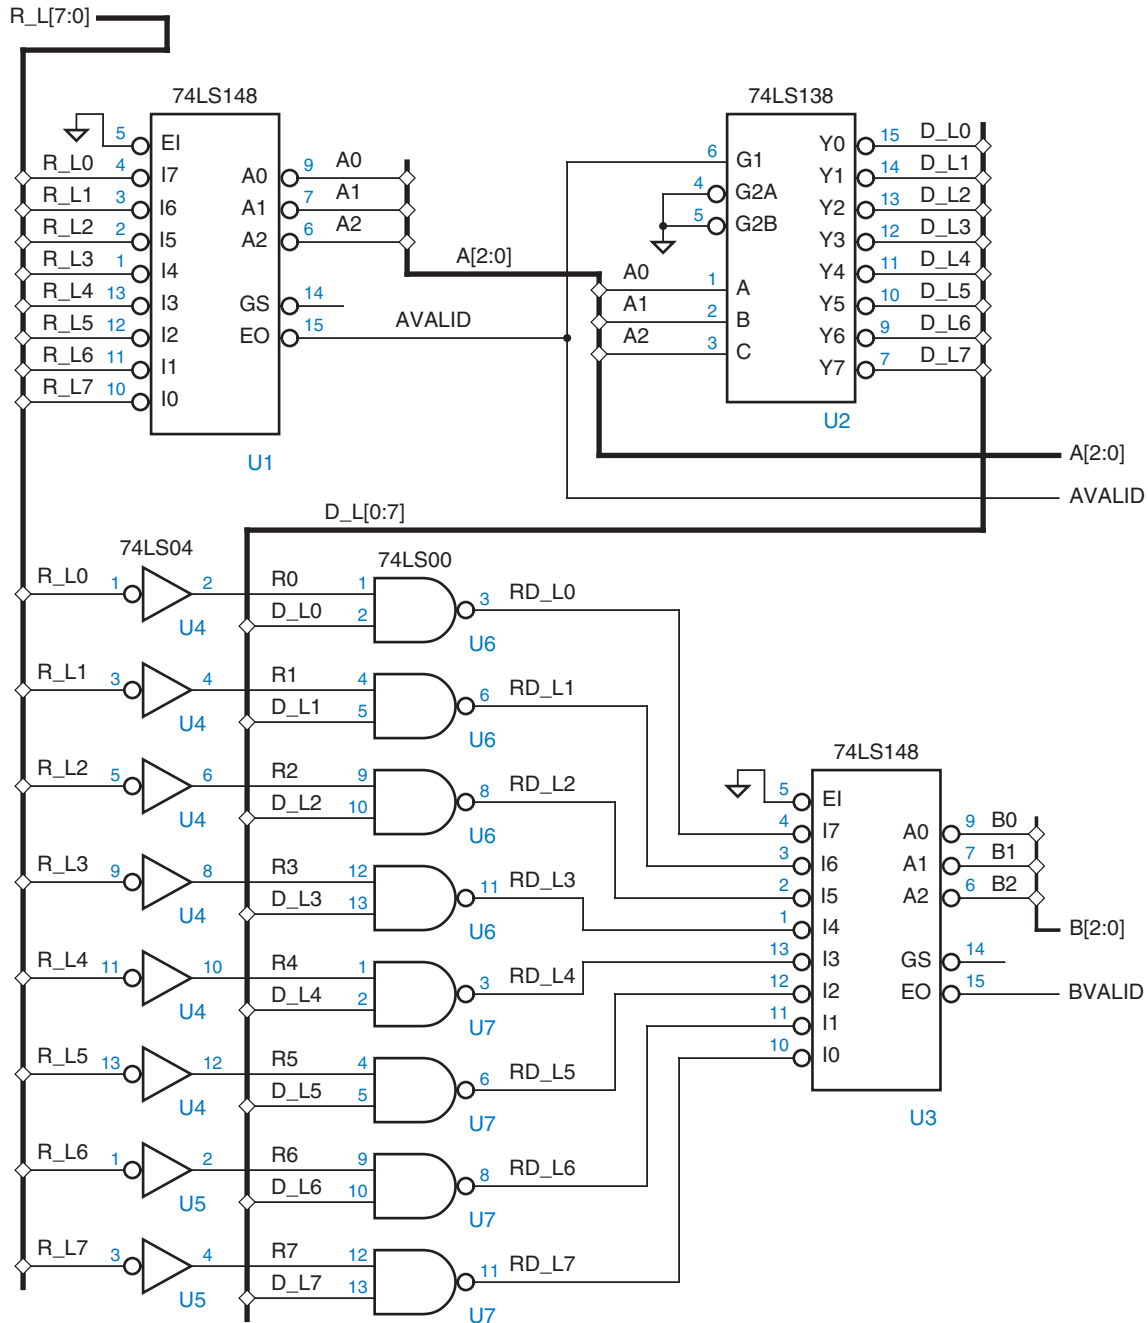 R_L[7:0]
74LS148
74LS138
5 EI
R_L0 4 I7
R_L1 3 I6
R_L2 2 I5
R_L3 1 I4
R_L4 13 I3
R_L5 12 I2
R_L6 11 I1
R_L7 10 I0
A0 9 A0
A1 7 A1
A2 6 A2
GS 14
EO 15 AVALID
U1
A[2:0]
6 G1
4 G2A
5 G2B
A0 1 A
A1 2 B
A2 3 C
Y0 15 D_L0
Y1 14 D_L1
Y2 13 D_L2
Y3 12 D_L3
Y4 11 D_L4
Y5 10 D_L5
Y6 9 D_L6
Y7 7 D_L7
U2
A[2:0]
AVALID
D_L[0:7]
74LS04
74LS00
R_L0 1 2 R0 1 3 RD_L0
D_L0 2
U4 U6
R_L1 3 4 R1 4 6 RD_L1
D_L1 5
U4 U6
R_L2 5 6 R2 9 8 RD_L2
D_L2 10
U4 U6
R_L3 9 8 R3 12 11 RD_L3
D_L3 13
U4 U6
R_L4 11 10 R4 1 3 RD_L4
D_L4 2
U4 U7
R_L5 13 12 R5 4 6 RD_L5
D_L5 5
U4 U7
R_L6 1 2 R6 9 8 RD_L6
D_L6 10
U5 U7
R_L7 3 4 R7 12 11 RD_L7
D_L7 13
U5 U7
74LS148
5 EI
4 I7
3 I6
2 I5
1 I4
13 I3
12 I2
11 I1
10 I0
A0 9 B0
A1 7 B1
A2 6 B2
B[2:0]
GS 14
EO 15 BVALID
U3